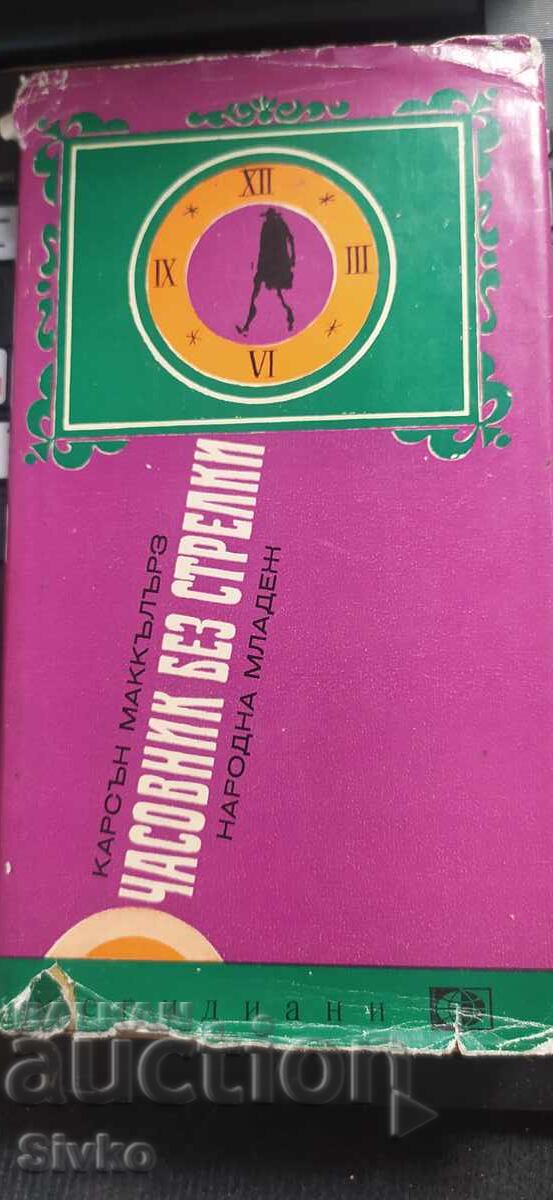 XII
IX
III
VI
КАРСЪН МАККЪЛЪРЗ
ЧАСОВНИК БЕЗ СТРЕЛКИ
НАРОДНА МЛАДЕЖ
auction
Sivko